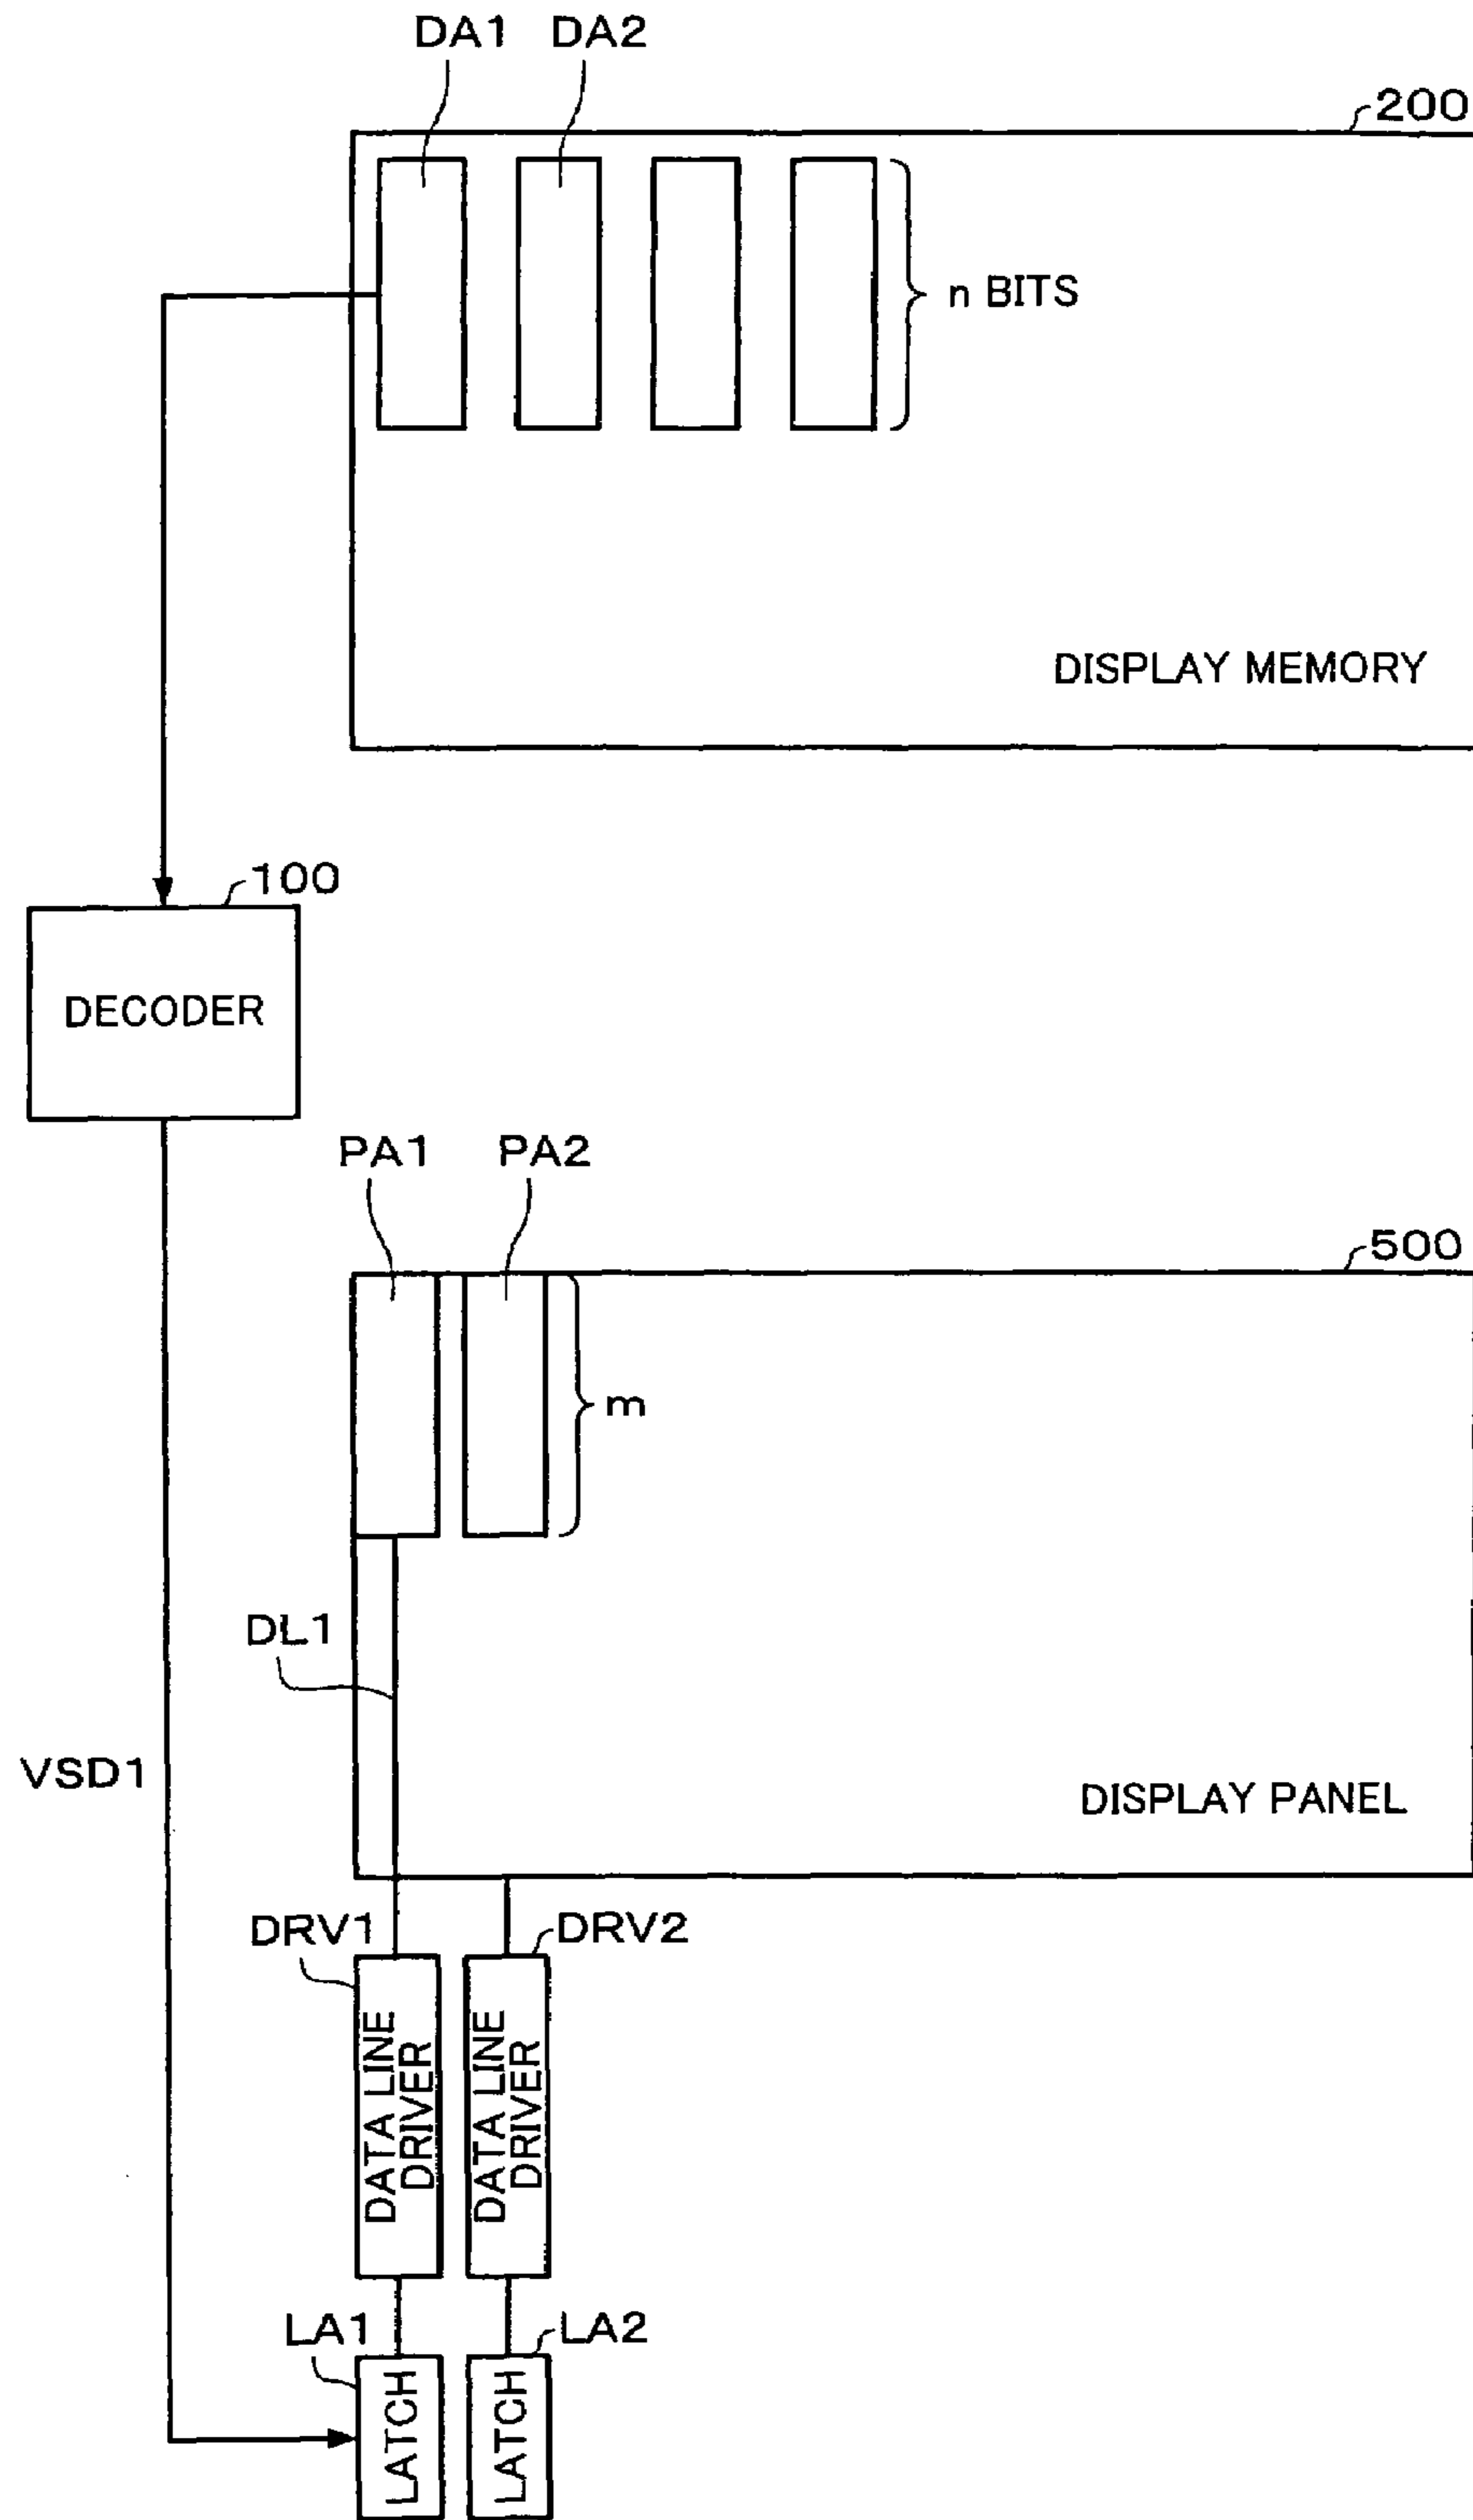 DA1 DA2
200
n BITS
DISPLAY MEMORY
100
DECODER
PA1 PA2
500
m
DL1
VSD1
DISPLAY PANEL
DRV1
DRV2
DATA LINE
DRIVER
DATA LINE
DRIVER
LA1
LA2
LATCH
LATCH